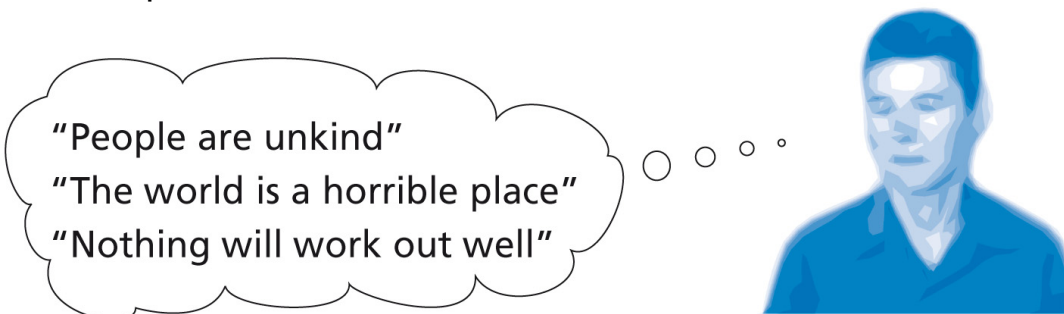 “People are unkind”
“The world is a horrible place”
“Nothing will work out well”